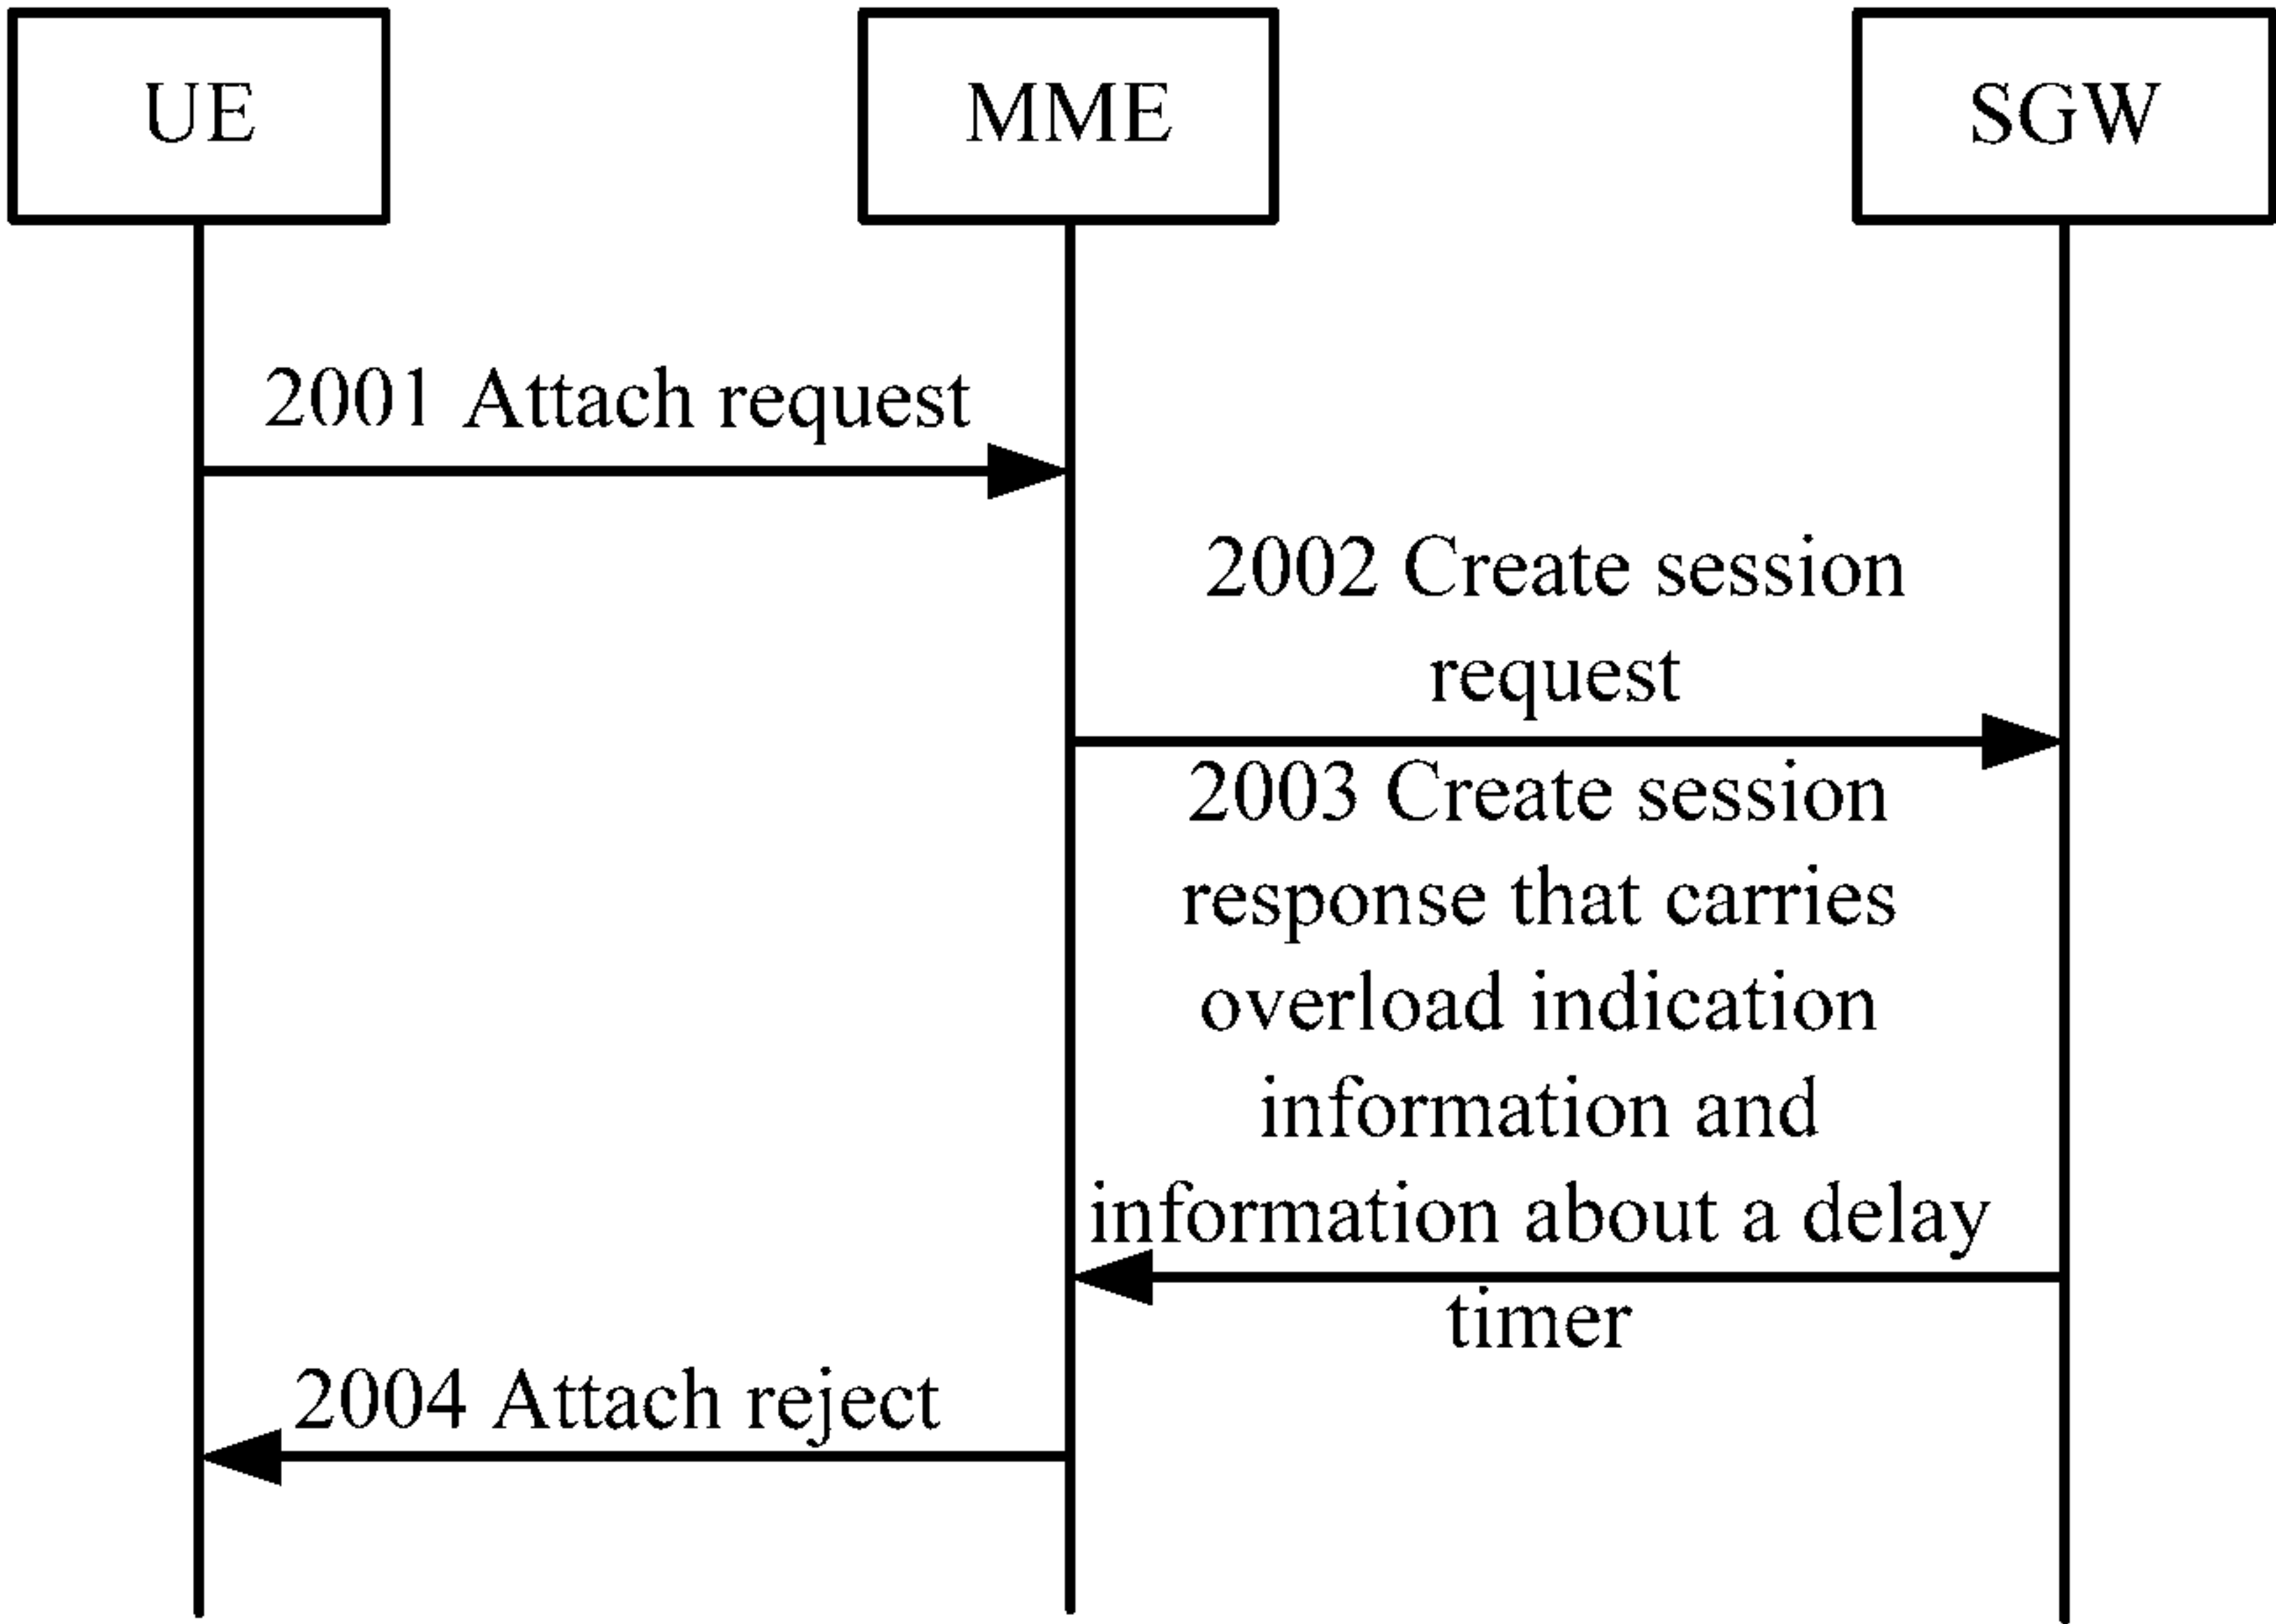 UE
MME
SGW
2001 Attach request
2002 Create session
request
2003 Create session
response that carries
overload indication
information and
information about a delay
timer
2004 Attach reject